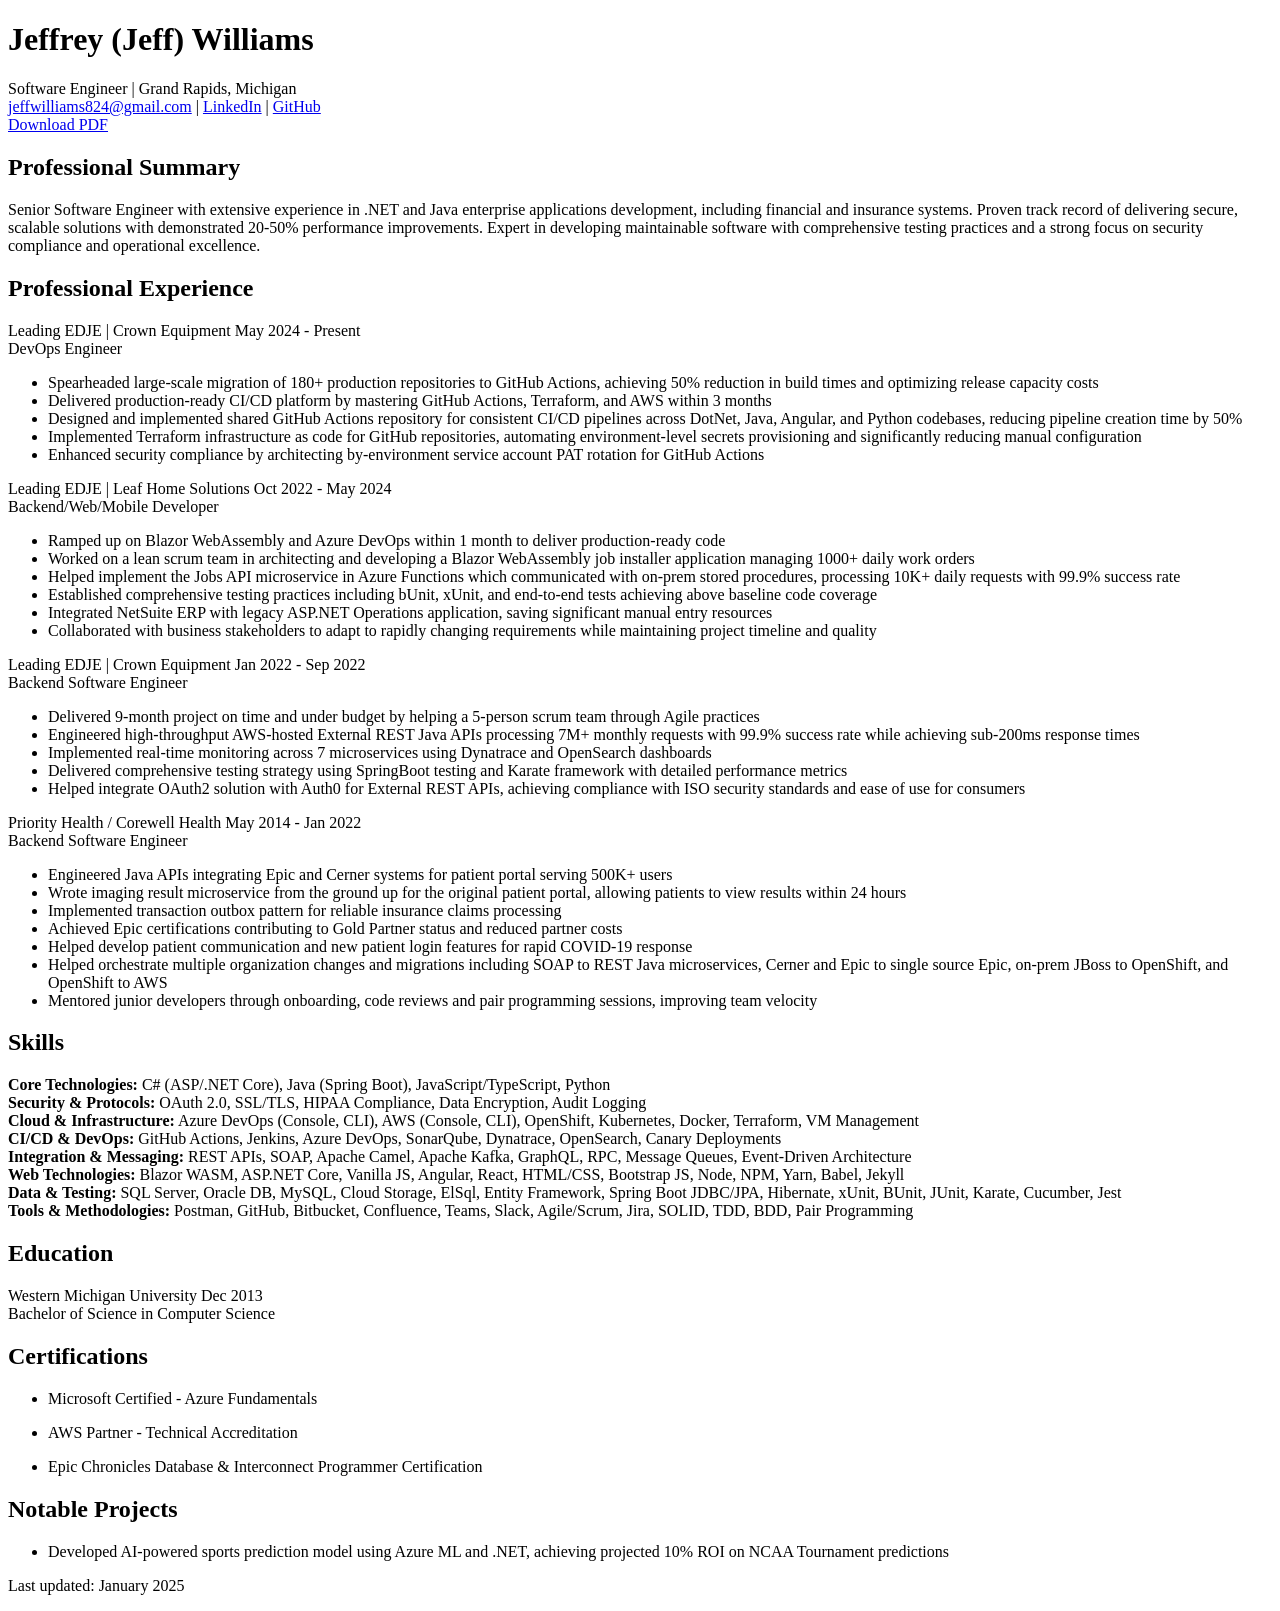 Jeffrey (Jeff) Williams
Software Engineer | Grand Rapids, Michigan
jeffwilliams824@gmail.com | LinkedIn | GitHub
Download PDF
Professional Summary
Senior Software Engineer with extensive experience in .NET and Java enterprise applications development, including financial and insurance systems. Proven track record of delivering secure,
scalable solutions with demonstrated 20-50% performance improvements. Expert in developing maintainable software with comprehensive testing practices and a strong focus on security
compliance and operational excellence.
Professional Experience
Leading EDJE | Crown Equipment May 2024 - Present
DevOps Engineer
• Spearheaded large-scale migration of 180+ production repositories to GitHub Actions, achieving 50% reduction in build times and optimizing release capacity costs
• Delivered production-ready CI/CD platform by mastering GitHub Actions, Terraform, and AWS within 3 months
• Designed and implemented shared GitHub Actions repository for consistent CI/CD pipelines across DotNet, Java, Angular, and Python codebases, reducing pipeline creation time by 50%
• Implemented Terraform infrastructure as code for GitHub repositories, automating environment-level secrets provisioning and significantly reducing manual configuration
• Enhanced security compliance by architecting by-environment service account PAT rotation for GitHub Actions
Leading EDJE | Leaf Home Solutions Oct 2022 - May 2024
Backend/Web/Mobile Developer
• Ramped up on Blazor WebAssembly and Azure DevOps within 1 month to deliver production-ready code
• Worked on a lean scrum team in architecting and developing a Blazor WebAssembly job installer application managing 1000+ daily work orders
• Helped implement the Jobs API microservice in Azure Functions which communicated with on-prem stored procedures, processing 10K+ daily requests with 99.9% success rate
• Established comprehensive testing practices including bUnit, xUnit, and end-to-end tests achieving above baseline code coverage
• Integrated NetSuite ERP with legacy ASP.NET Operations application, saving significant manual entry resources
• Collaborated with business stakeholders to adapt to rapidly changing requirements while maintaining project timeline and quality
Leading EDJE | Crown Equipment Jan 2022 - Sep 2022
Backend Software Engineer
• Delivered 9-month project on time and under budget by helping a 5-person scrum team through Agile practices
• Engineered high-throughput AWS-hosted External REST Java APIs processing 7M+ monthly requests with 99.9% success rate while achieving sub-200ms response times
• Implemented real-time monitoring across 7 microservices using Dynatrace and OpenSearch dashboards
• Delivered comprehensive testing strategy using SpringBoot testing and Karate framework with detailed performance metrics
• Helped integrate OAuth2 solution with Auth0 for External REST APIs, achieving compliance with ISO security standards and ease of use for consumers
Priority Health / Corewell Health May 2014 - Jan 2022
Backend Software Engineer
• Engineered Java APIs integrating Epic and Cerner systems for patient portal serving 500K+ users
• Wrote imaging result microservice from the ground up for the original patient portal, allowing patients to view results within 24 hours
• Implemented transaction outbox pattern for reliable insurance claims processing
• Achieved Epic certifications contributing to Gold Partner status and reduced partner costs
• Helped develop patient communication and new patient login features for rapid COVID-19 response
• Helped orchestrate multiple organization changes and migrations including SOAP to REST Java microservices, Cerner and Epic to single source Epic, on-prem JBoss to OpenShift, and
OpenShift to AWS
• Mentored junior developers through onboarding, code reviews and pair programming sessions, improving team velocity
Skills
Core Technologies: C# (ASP/.NET Core), Java (Spring Boot), JavaScript/TypeScript, Python
Security & Protocols: OAuth 2.0, SSL/TLS, HIPAA Compliance, Data Encryption, Audit Logging
Cloud & Infrastructure: Azure DevOps (Console, CLI), AWS (Console, CLI), OpenShift, Kubernetes, Docker, Terraform, VM Management
CI/CD & DevOps: GitHub Actions, Jenkins, Azure DevOps, SonarQube, Dynatrace, OpenSearch, Canary Deployments
Integration & Messaging: REST APIs, SOAP, Apache Camel, Apache Kafka, GraphQL, RPC, Message Queues, Event-Driven Architecture
Web Technologies: Blazor WASM, ASP.NET Core, Vanilla JS, Angular, React, HTML/CSS, Bootstrap JS, Node, NPM, Yarn, Babel, Jekyll
Data & Testing: SQL Server, Oracle DB, MySQL, Cloud Storage, ElSql, Entity Framework, Spring Boot JDBC/JPA, Hibernate, xUnit, BUnit, JUnit, Karate, Cucumber, Jest
Tools & Methodologies: Postman, GitHub, Bitbucket, Confluence, Teams, Slack, Agile/Scrum, Jira, SOLID, TDD, BDD, Pair Programming
Education
Western Michigan University Dec 2013
Bachelor of Science in Computer Science
Certifications
• Microsoft Certified - Azure Fundamentals
• AWS Partner - Technical Accreditation
• Epic Chronicles Database & Interconnect Programmer Certification
Notable Projects
• Developed AI-powered sports prediction model using Azure ML and .NET, achieving projected 10% ROI on NCAA Tournament predictions
Last updated: January 2025